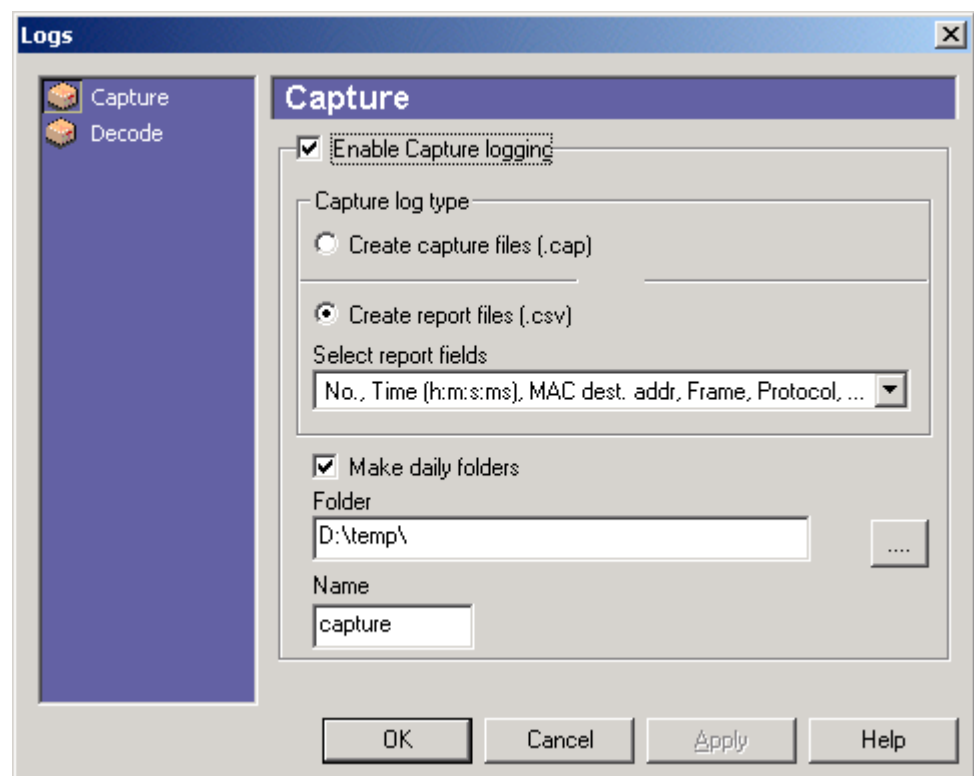 Logs
Capture
Decode
Capture
Enable Capture logging
Capture log type
Create capture files (.cap)
Create report files (.csv)
Select report fields
No., Time (h:m:s:ms), MAC dest. addr, Frame, Protocol, ...
Make daily folders
Folder
D:\temp\
....
Name
capture
OK Cancel Apply Help